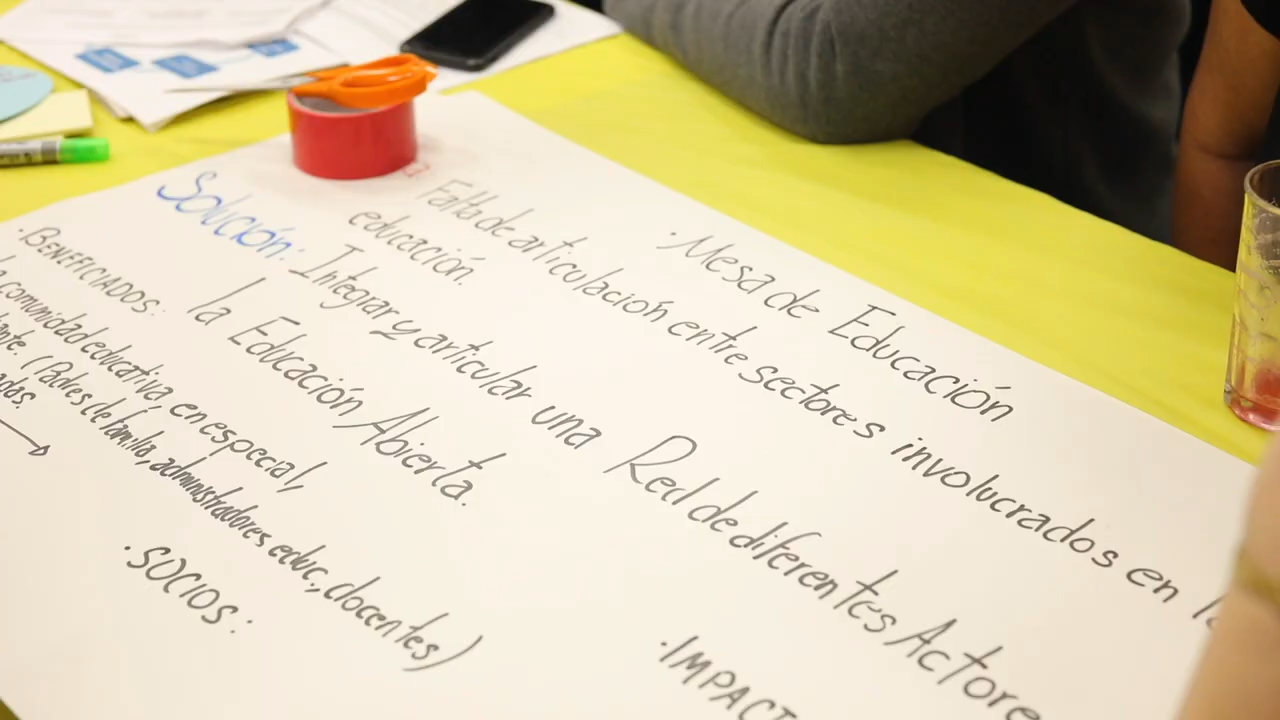 · Mesa de Educación
Falta de articulación entre sectores involucrados en la
educación.
Solución: Integrar y articular una Red de diferentes Actore
la Educación Abierta.
· BENEFICIADOS:
comunidad educativa, en especial,
(Padres de familia, administradores educ., docentes)
· SOCIOS:
· IMPACT